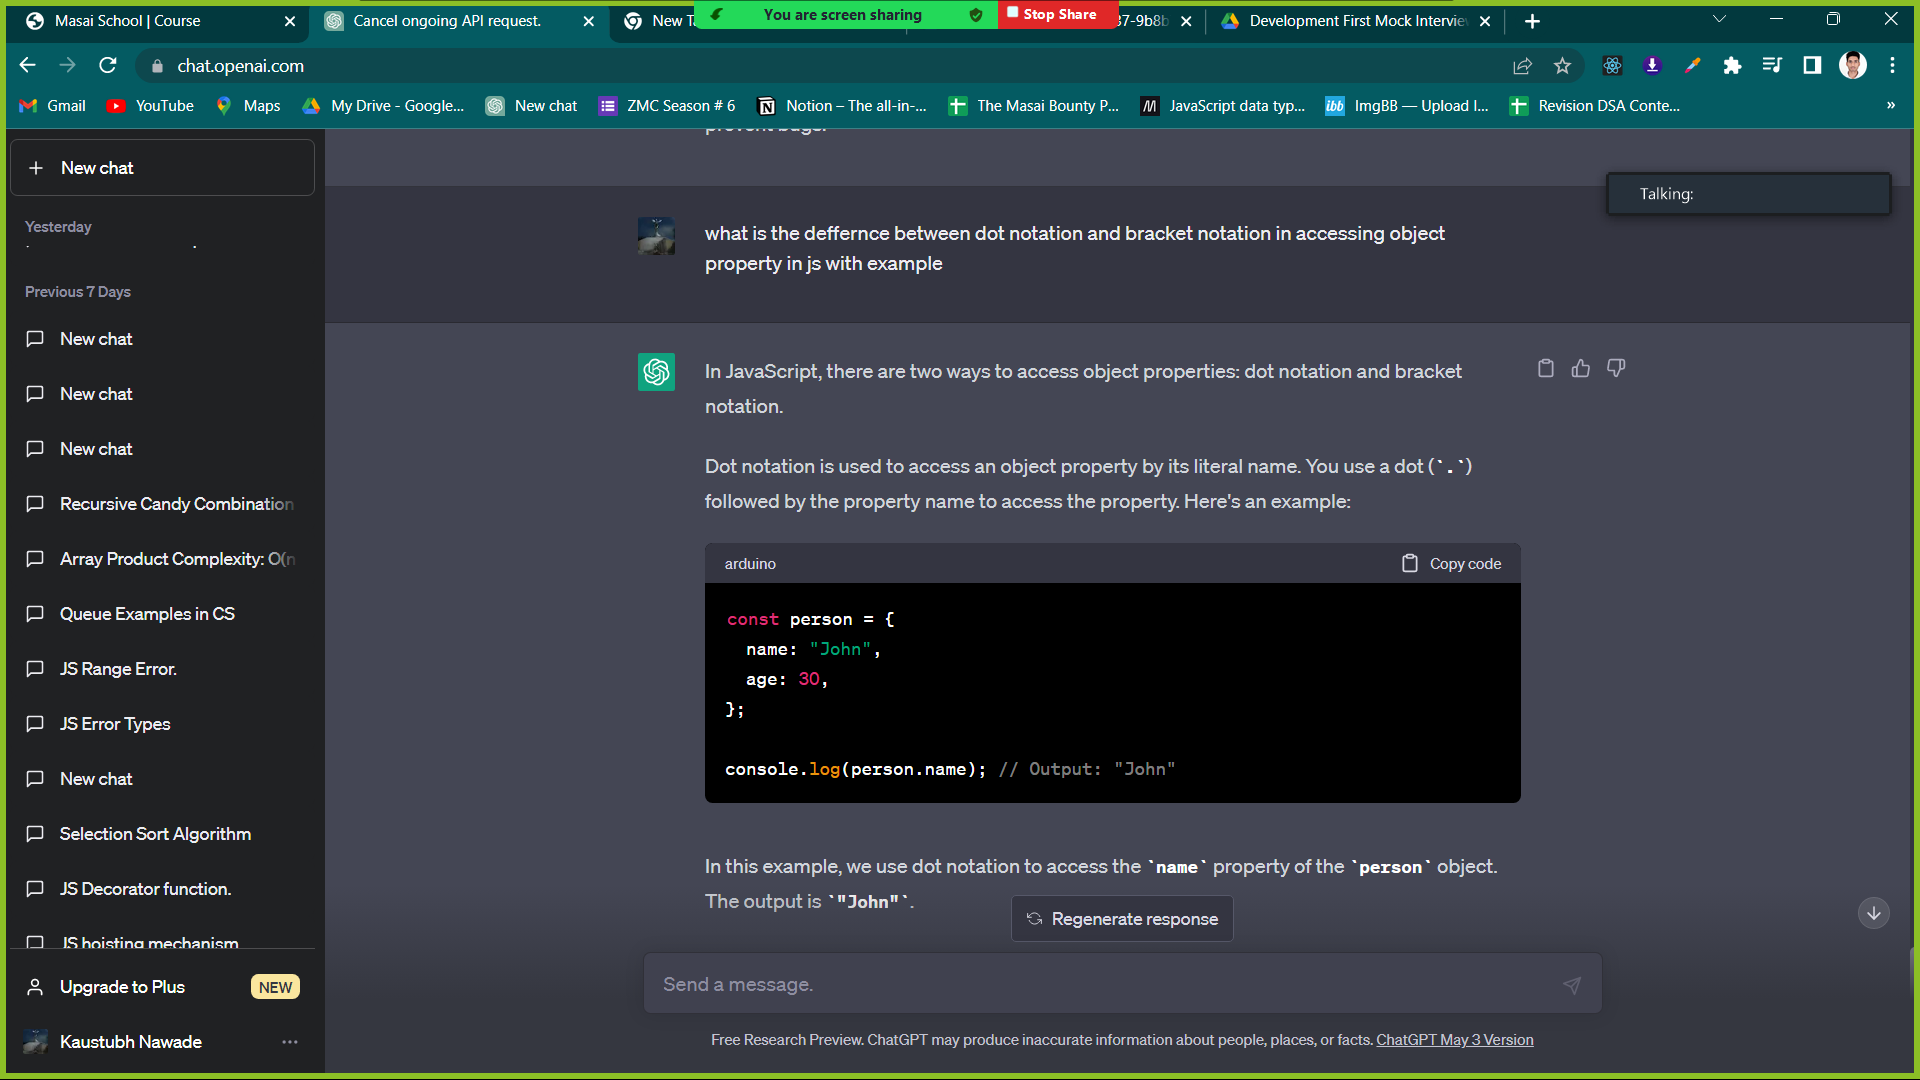 Masai School | Course
Cancel ongoing API request.
New T
You are screen sharing
Stop Share
37-9b8b
Development First Mock Intervie
chat.openai.com
Gmail
YouTube
Maps
My Drive - Google...
New chat
ZMC Season # 6
Notion – The all-in-...
The Masai Bounty P...
JavaScript data typ...
ImgBB — Upload I...
Revision DSA Conte...
»
New chat
Yesterday
Previous 7 Days
New chat
New chat
New chat
Recursive Candy Combination
Array Product Complexity: O(n
Queue Examples in CS
JS Range Error.
JS Error Types
New chat
Selection Sort Algorithm
JS Decorator function.
JS hoisting mechanism
Upgrade to Plus
NEW
Kaustubh Nawade
prevent bugs.
Talking:
what is the deffernce between dot notation and bracket notation in accessing object
property in js with example
In JavaScript, there are two ways to access object properties: dot notation and bracket
notation.
Dot notation is used to access an object property by its literal name. You use a dot (`.`)
followed by the property name to access the property. Here's an example:
arduino
Copy code
const person = {
name: "John",
age: 30,
};
console.log(person.name); // Output: "John"
In this example, we use dot notation to access the `name` property of the `person` object.
The output is `"John"`.
Regenerate response
Send a message.
Free Research Preview. ChatGPT may produce inaccurate information about people, places, or facts. ChatGPT May 3 Version